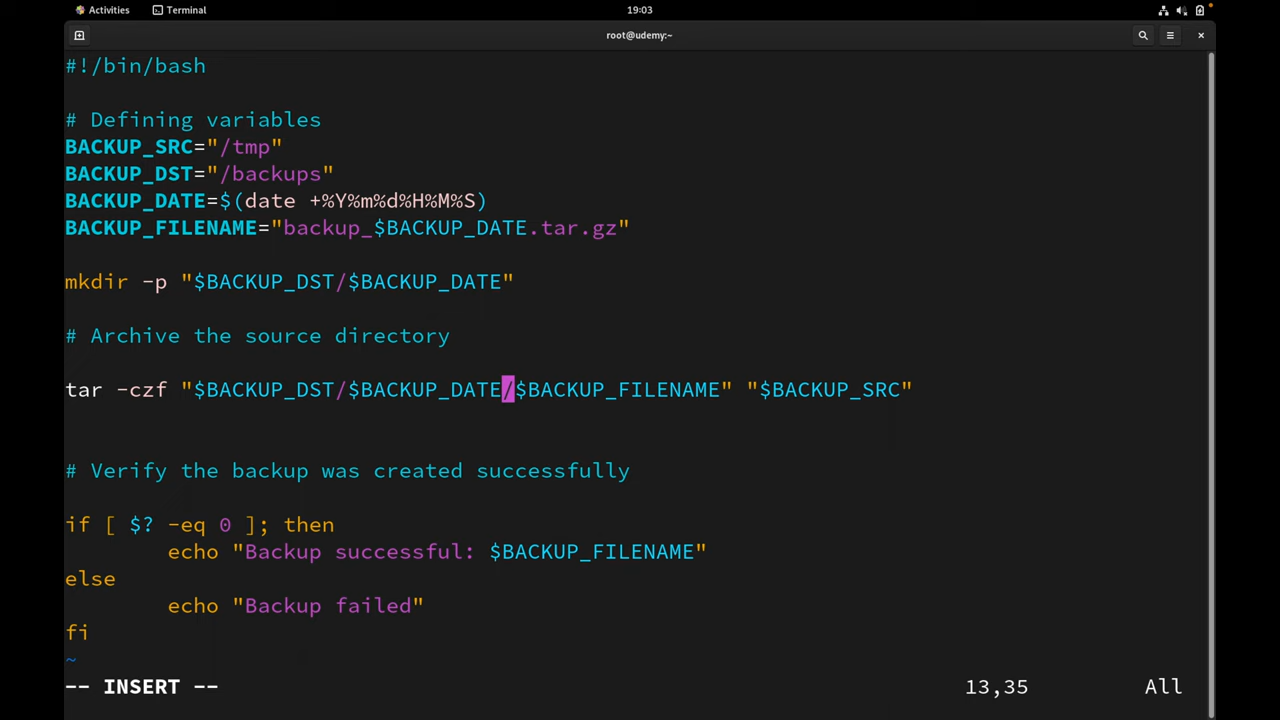 Activities
Terminal
19:03
root@udemy:~
#!/bin/bash
# Defining variables
BACKUP_SRC="/tmp"
BACKUP_DST="/backups"
BACKUP_DATE=$(date +%Y%m%d%H%M%S)
BACKUP_FILENAME="backup_$BACKUP_DATE.tar.gz"
mkdir -p "$BACKUP_DST/$BACKUP_DATE"
# Archive the source directory
tar -czf "$BACKUP_DST/$BACKUP_DATE/$BACKUP_FILENAME" "$BACKUP_SRC"
# Verify the backup was created successfully
if [ $? -eq 0 ]; then
echo "Backup successful: $BACKUP_FILENAME"
else
echo "Backup failed"
fi
~
-- INSERT -- 13,35 All